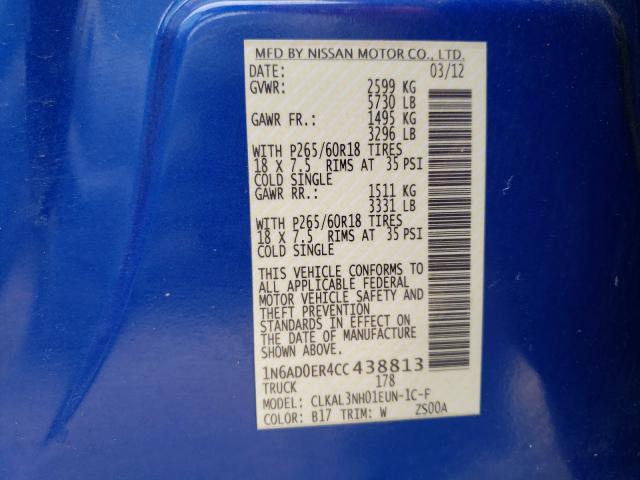 MFD BY NISSAN MOTOR CO., LTD.
DATE: 03/12
GVWR: 2599 KG
5730 LB
GAWR FR.: 1495 KG
3296 LB
WITH P265/60R18 TIRES
18 X 7.5 RIMS AT 35 PSI
COLD SINGLE
GAWR RR.: 1511 KG
3331 LB
WITH P265/60R18 TIRES
18 X 7.5 RIMS AT 35 PSI
COLD SINGLE
THIS VEHICLE CONFORMS TO
ALL APPLICABLE FEDERAL
MOTOR VEHICLE SAFETY AND
THEFT PREVENTION
STANDARDS IN EFFECT ON
THE DATE OF MANUFACTURE
SHOWN ABOVE.
1N6AD0ER4CC438813
TRUCK 178
MODEL: CLKAL3NH01EUN-1C-F
COLOR: B17 TRIM: W ZS00A